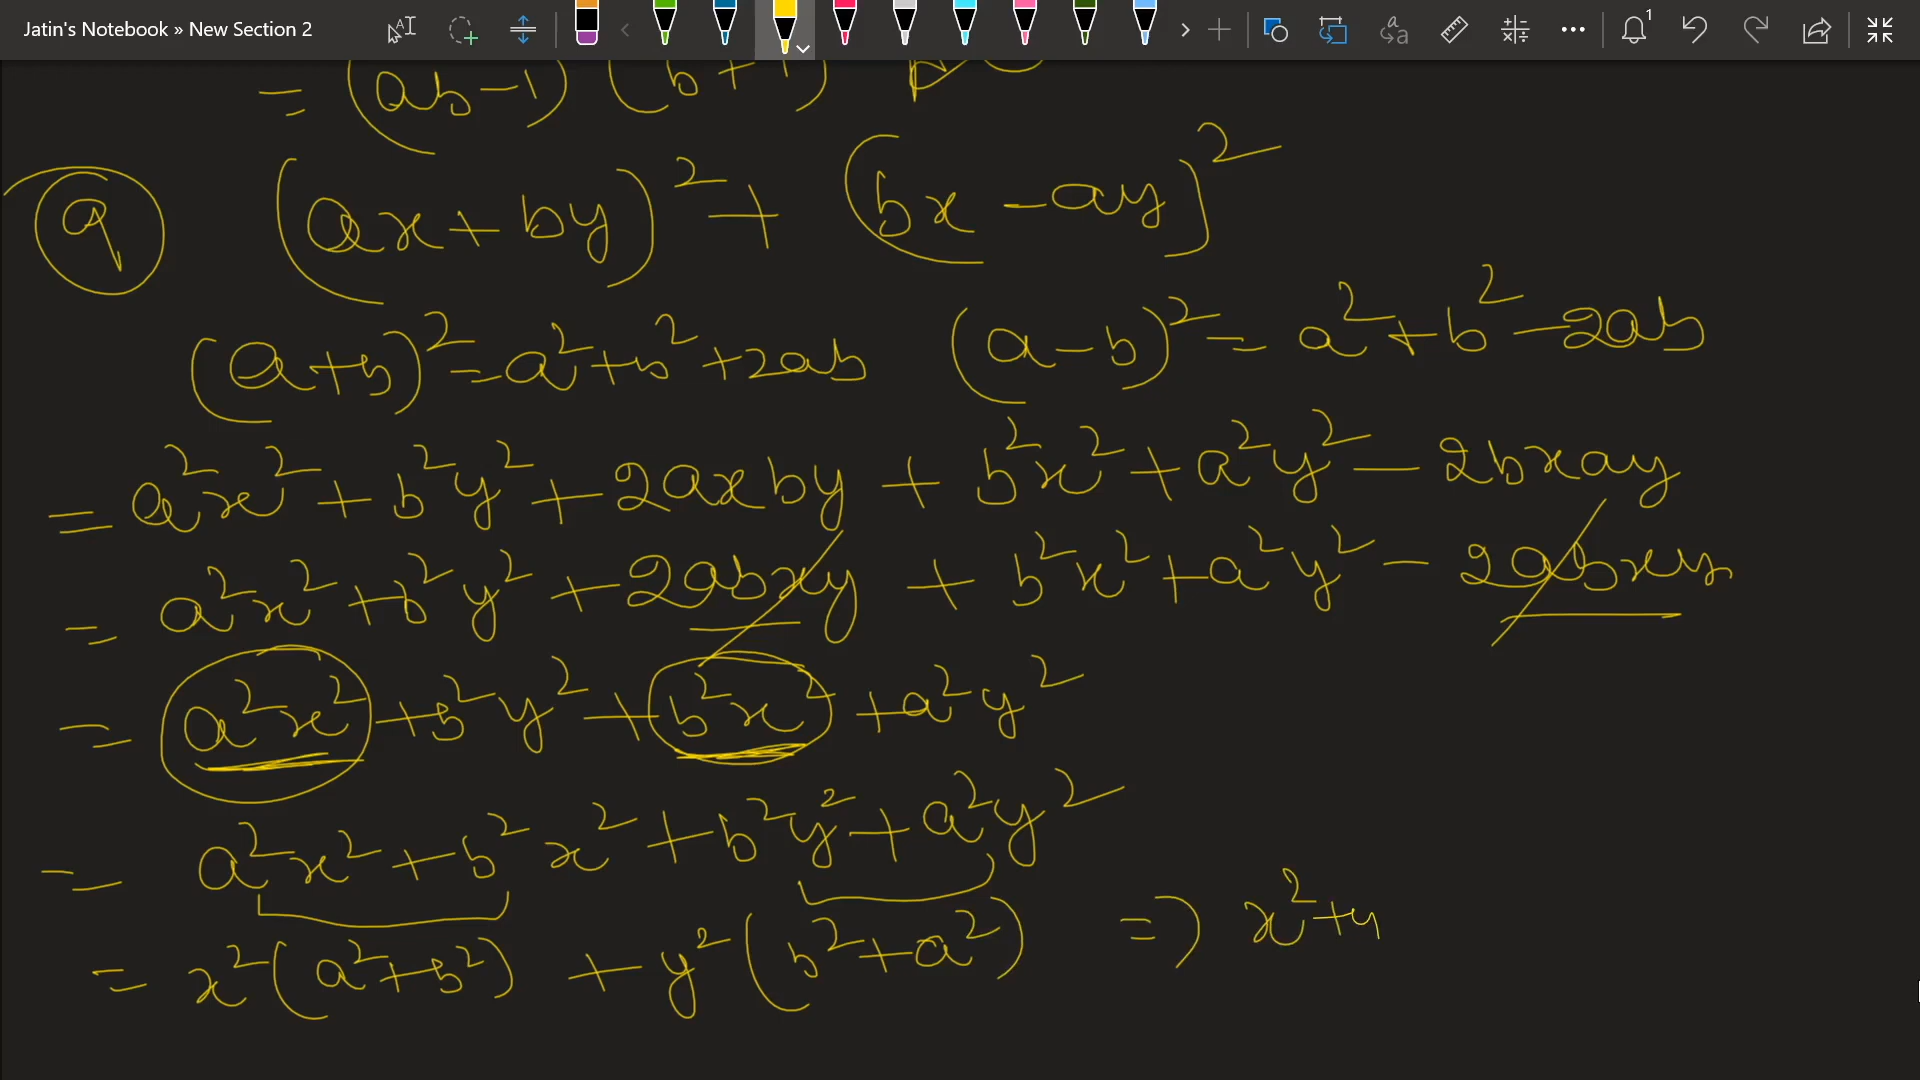 Jatin's Notebook » New Section 2
= (ab-1) (b+1)
9 (ax+by)² + (bx-ay)²
(a+b)² = a²+b²+2ab (a-b)² = a²+b²-2ab
= a²x² + b²y² + 2axby + b²x² + a²y² - 2bxay
= a²x² + b²y² + 2abxy + b²x² + a²y² - 2abxy
= a²x² + b²y² + b²x² + a²y²
= a²x² + b²x² + b²y² + a²y²
= x²(a²+b²) + y²(b²+a²) => x²+y